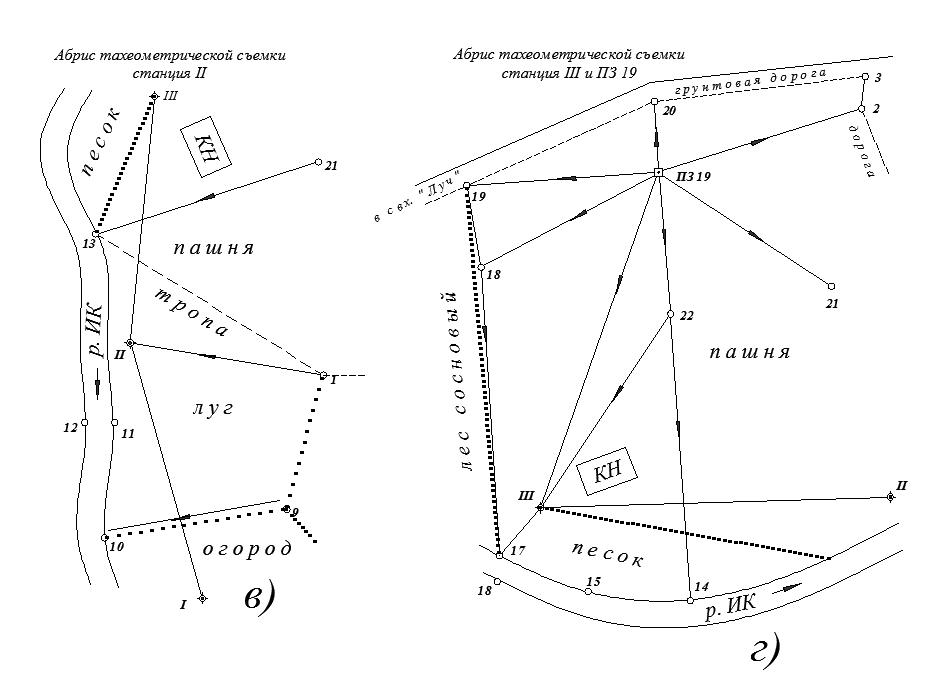 Абрис тахеометрической съемки
станция II
III
песок
КН
21
13
пашня
тропа
р. ИК
II
1
луг
12
11
9
10
огород
I
в)
Абрис тахеометрической съемки
станция III и ПЗ 19
грунтовая дорога
3
20
2
дорога
ПЗ 19
в свх. "Луч"
19
18
21
22
лес сосновый
пашня
КН
III
II
песок
17
18
15
14
р. ИК
г)